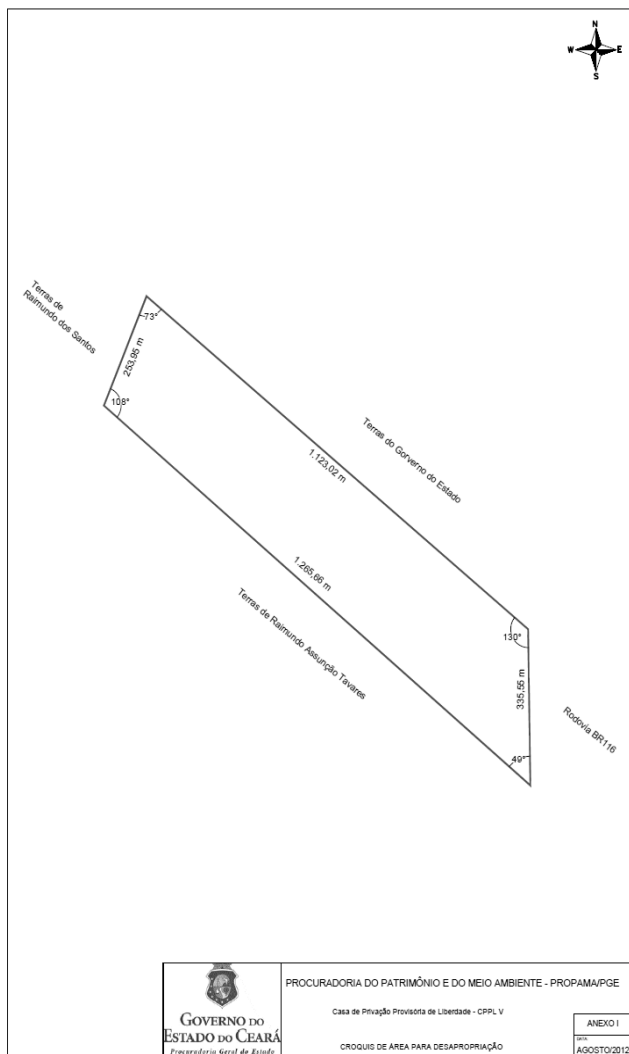 N
W E
S
Terras de
Raimundo dos Santos
73°
253,95 m
108°
Terras do Gorverno do Estado
1.123,02 m
1.265,66 m
Terras de Raimundo Assunção Tavares
130°
335,55 m
Rodovia BR116
49°
PROCURADORIA DO PATRIMÔNIO E DO MEIO AMBIENTE - PROPAMA/PGE
Casa de Privação Provisória de Liberdade - CPPL V
GOVERNO DO
ESTADO DO CEARÁ
Procuradoria Geral do Estado
CROQUIS DE ÁREA PARA DESAPROPRIAÇÃO
ANEXO I
DATA
AGOSTO/2012